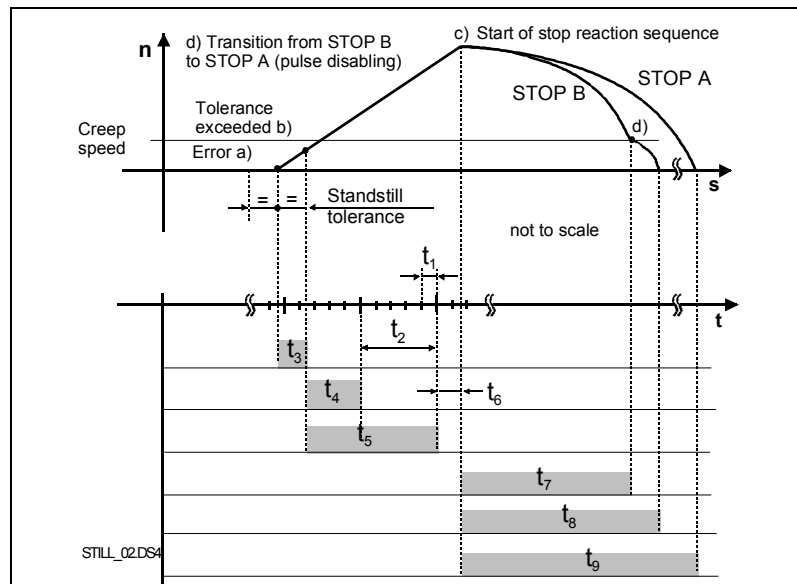 n
d) Transition from STOP B
to STOP A (pulse disabling)
c) Start of stop reaction sequence
STOP A
STOP B
Tolerance
exceeded b)
d)
Creep
speed
Error a)
s
= =
Standstill
tolerance
not to scale
t1
t
t2
t3
t4
t6
t5
t7
t8
STILL_02.DS4
t9